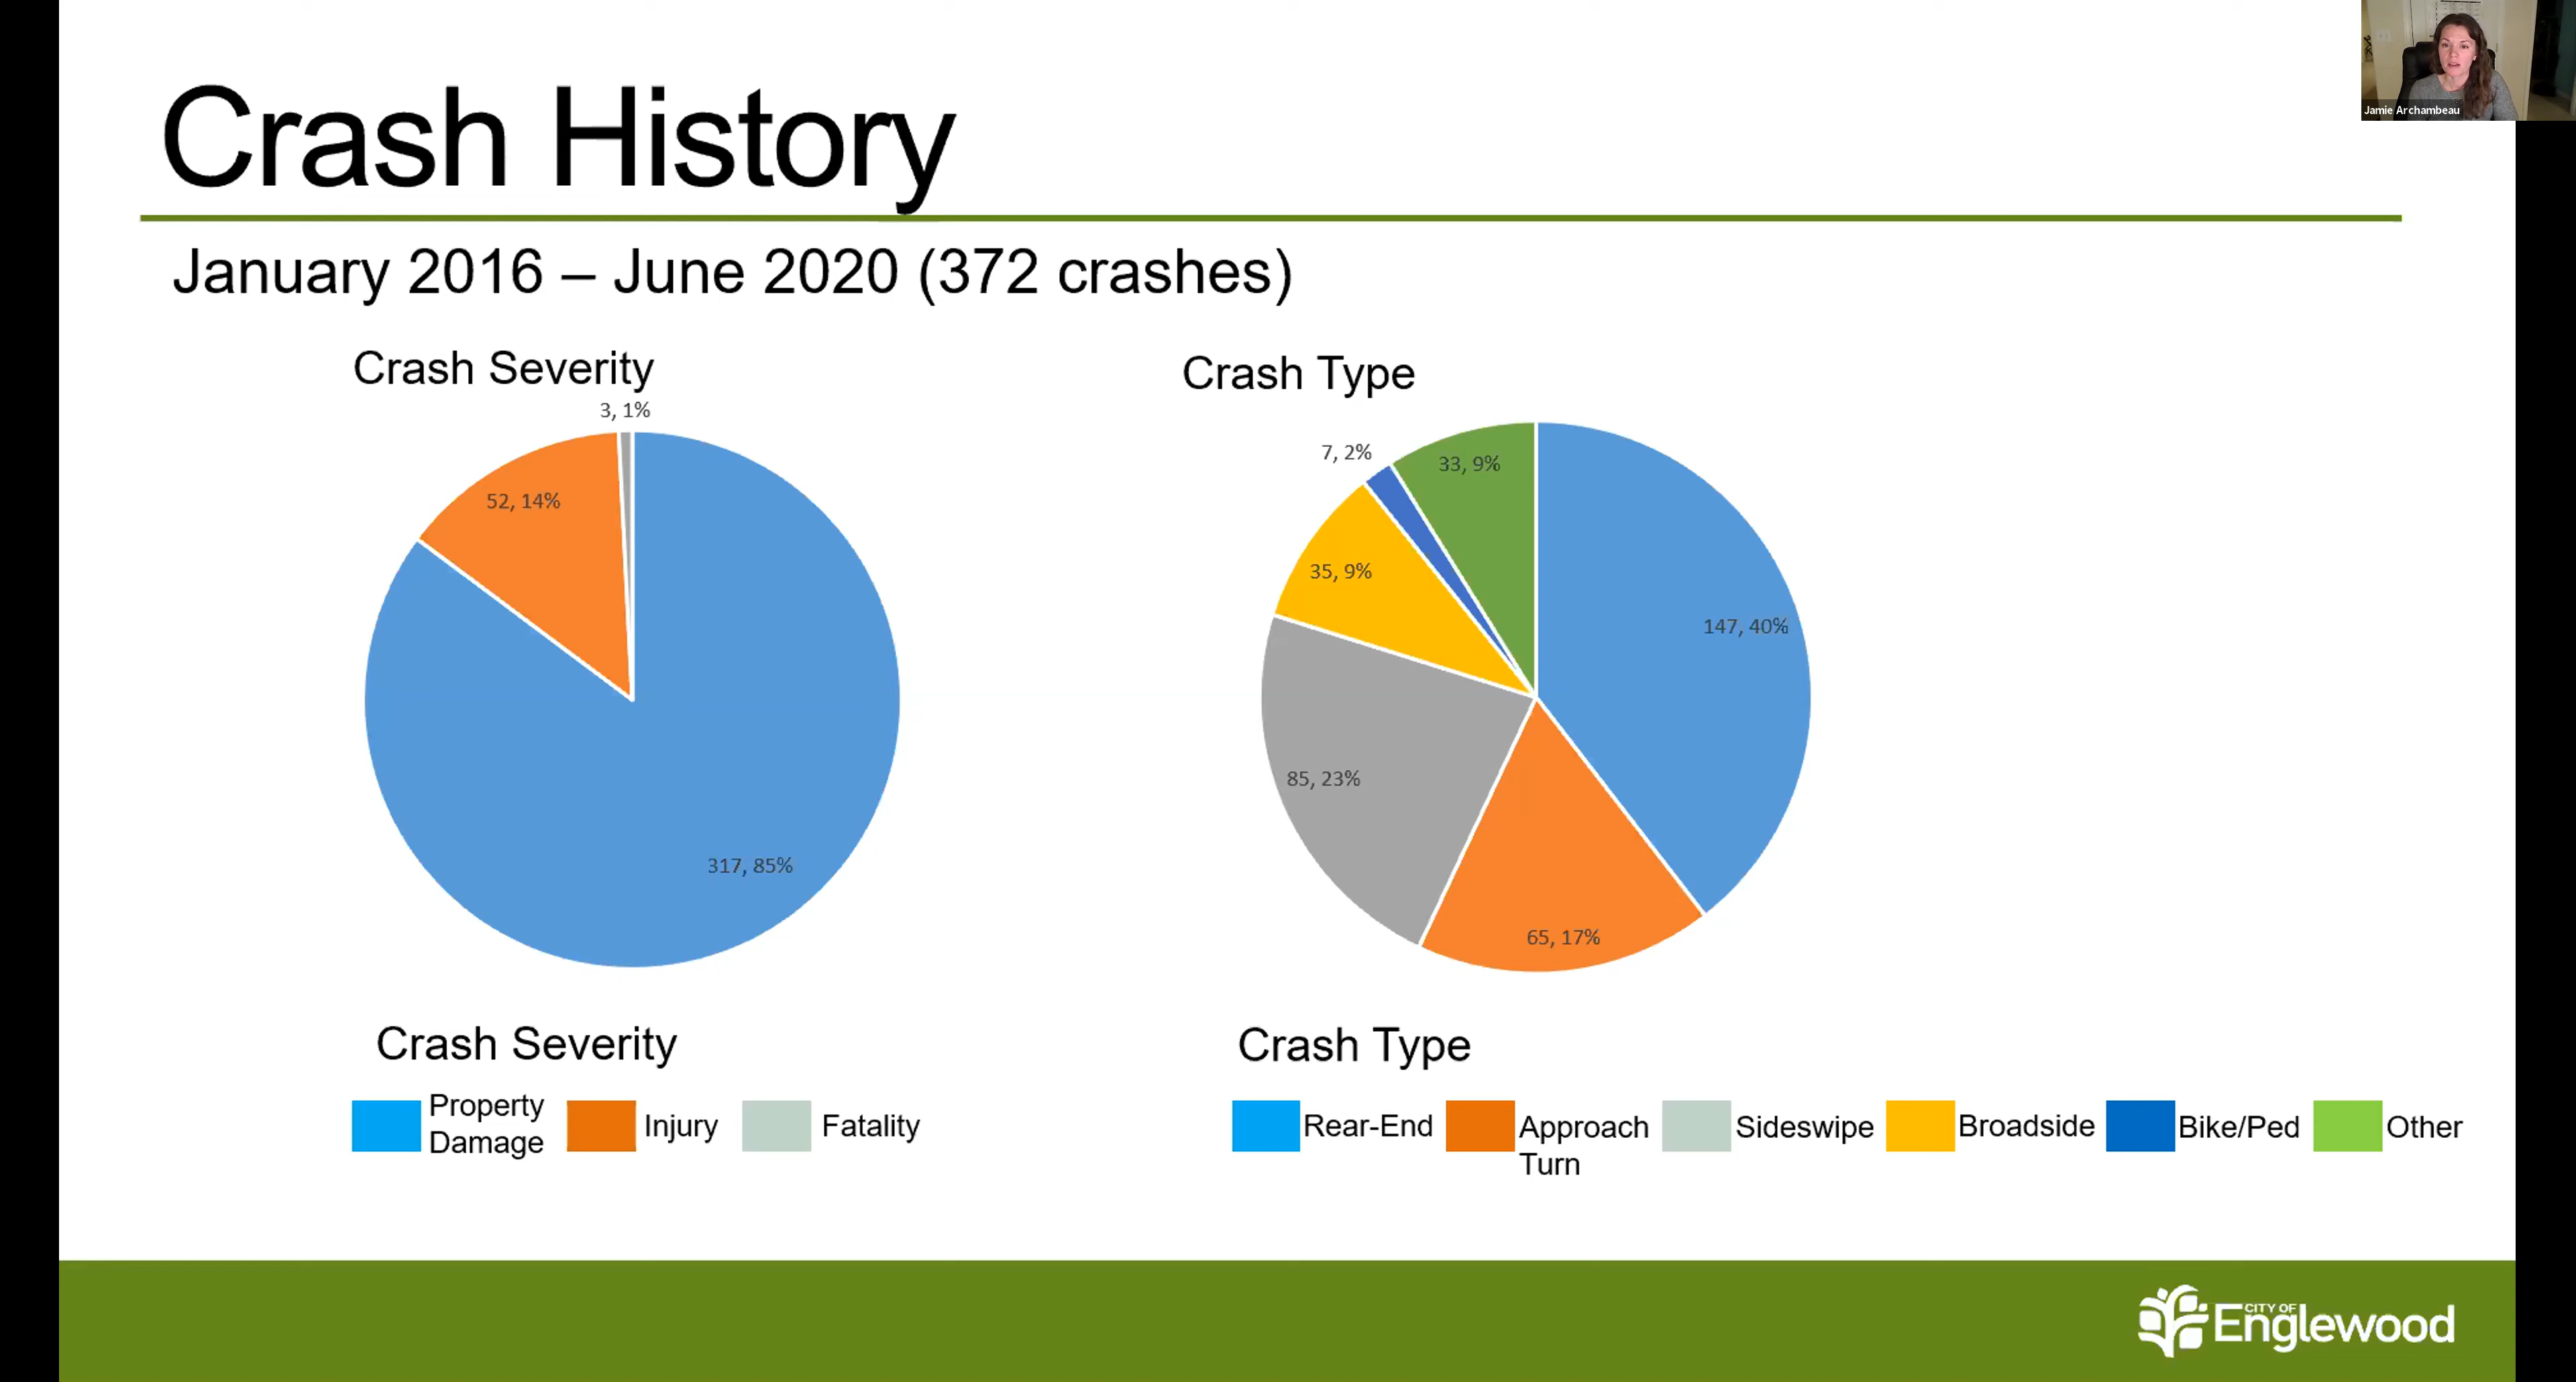 Jamie Archambeau
Crash History
January 2016 – June 2020 (372 crashes)
Crash Severity
3, 1%
52, 14%
317, 85%
Crash Type
7, 2%
33, 9%
35, 9%
147, 40%
85, 23%
65, 17%
Crash Severity
Property
Damage
Injury
Fatality
Crash Type
Rear-End
Approach
Turn
Sideswipe
Broadside
Bike/Ped
Other
CITY OF
Englewood